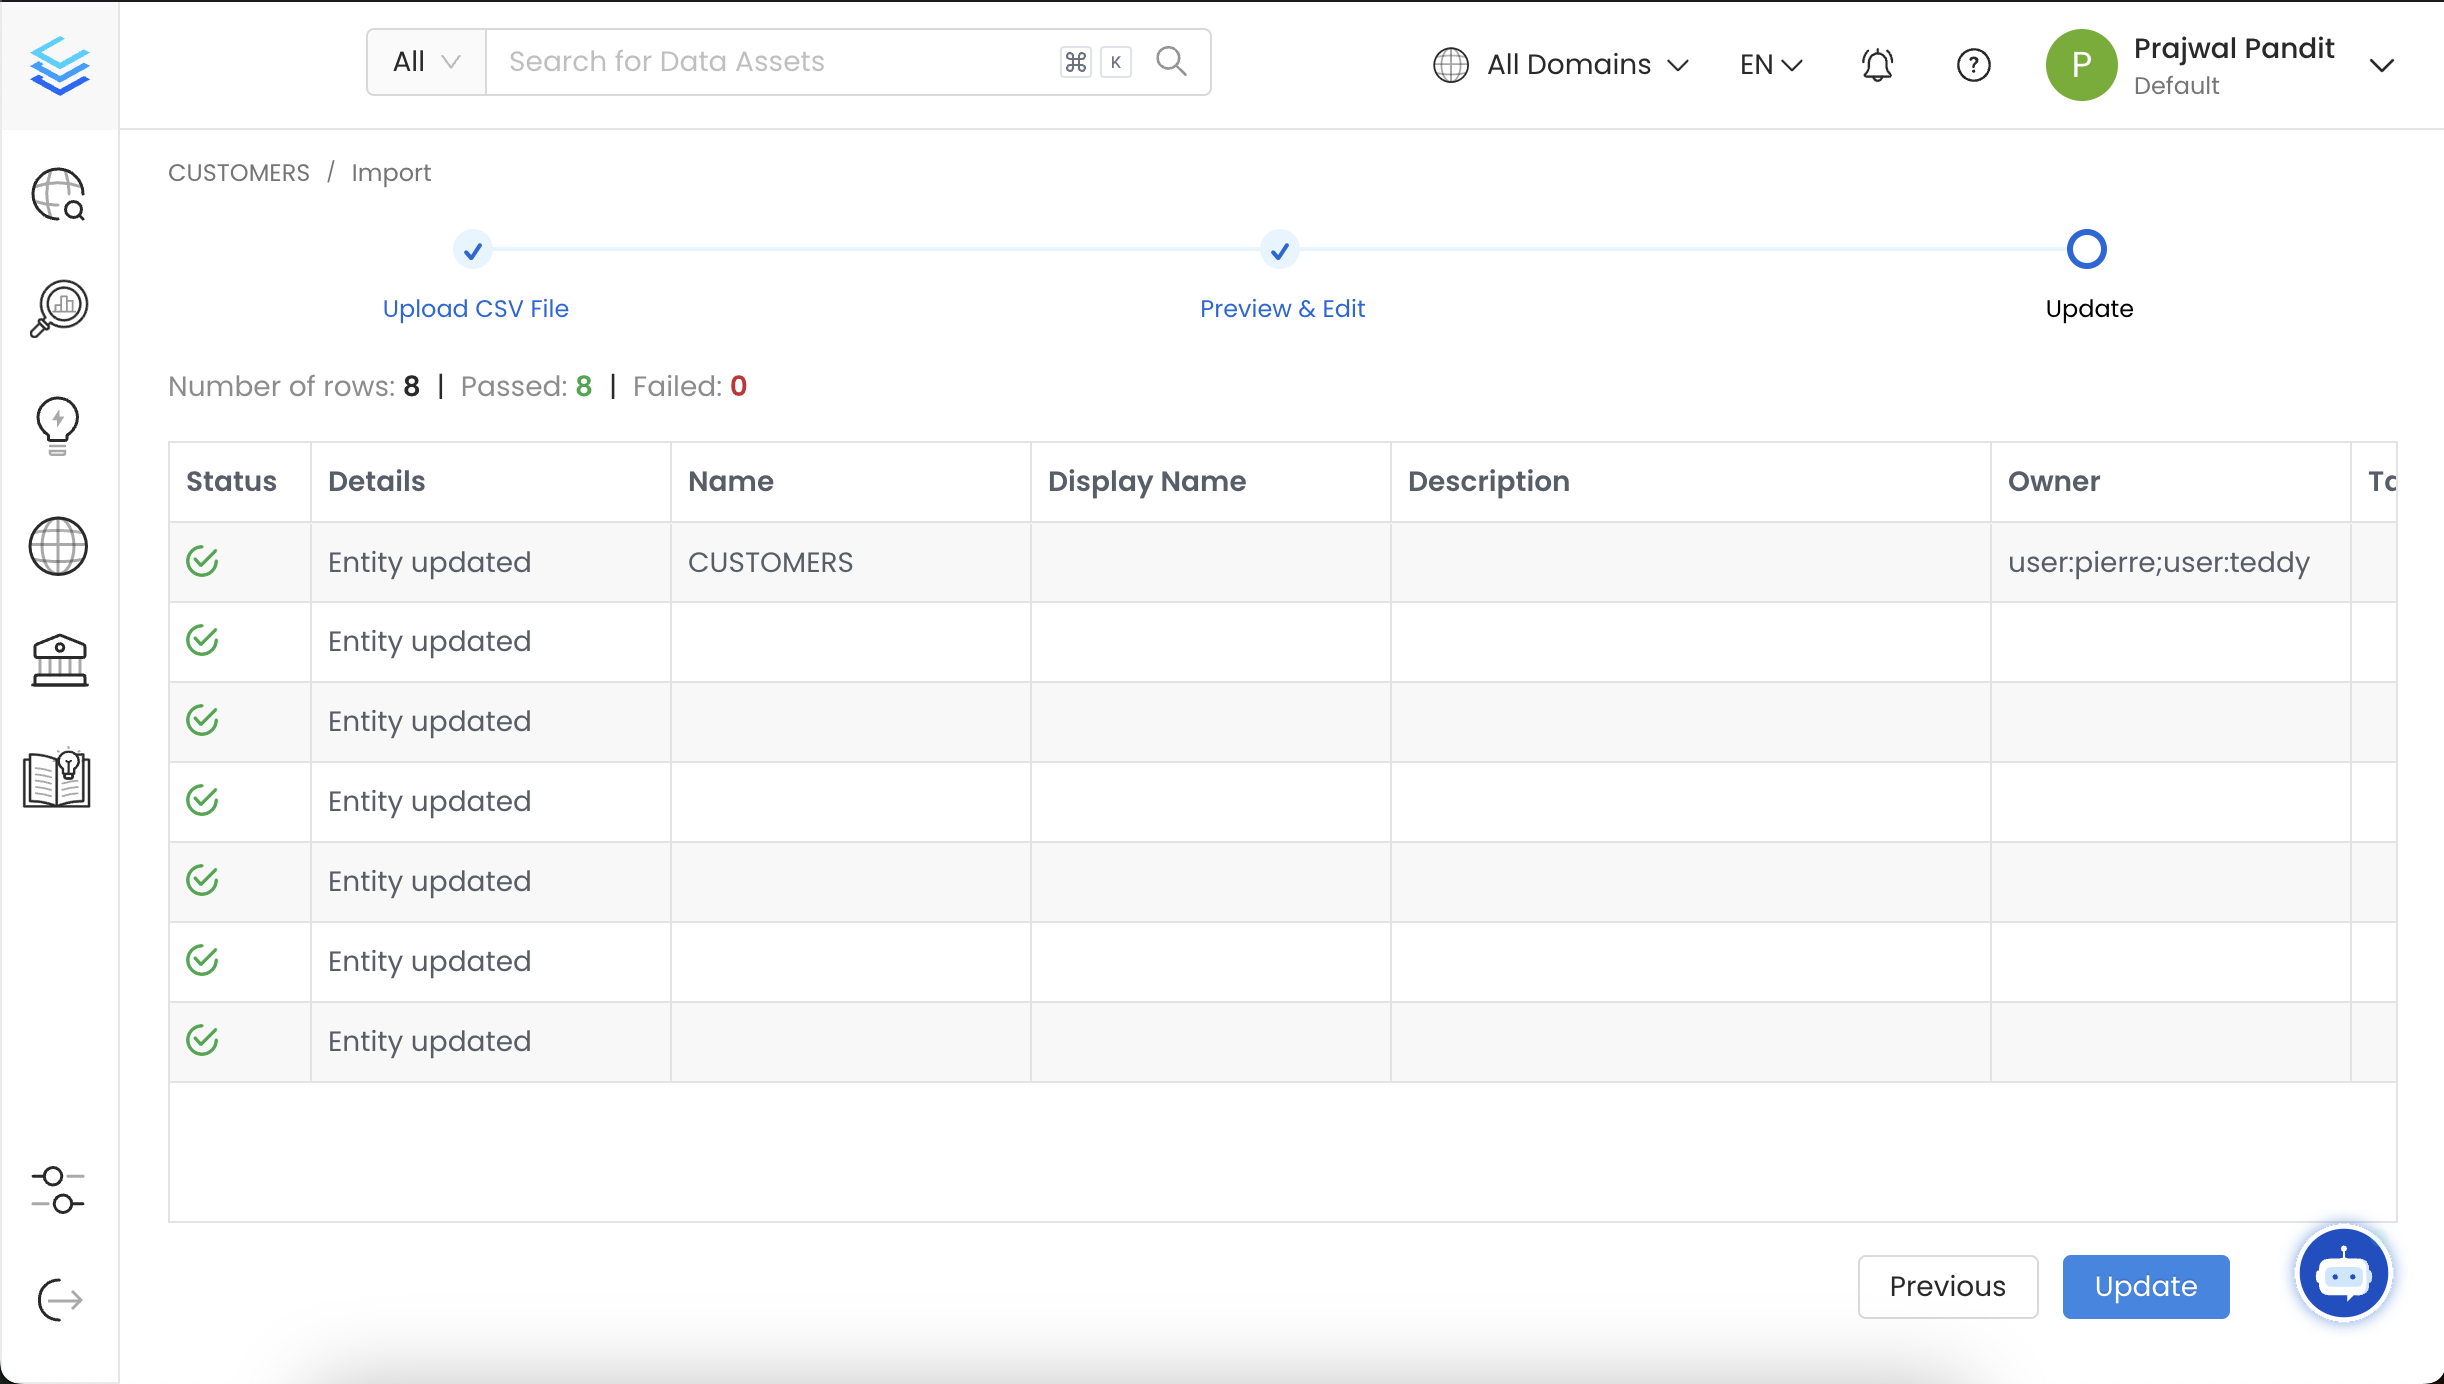 All
Search for Data Assets
⌘ K
All Domains
EN
?
P
Prajwal Pandit
Default
CUSTOMERS / Import
Upload CSV File
Preview & Edit
Update
Number of rows: 8 | Passed: 8 | Failed: 0
Status Details Name Display Name Description Owner
Entity updated CUSTOMERS user:pierre;user:teddy
Entity updated
Entity updated
Entity updated
Entity updated
Entity updated
Entity updated
Previous Update